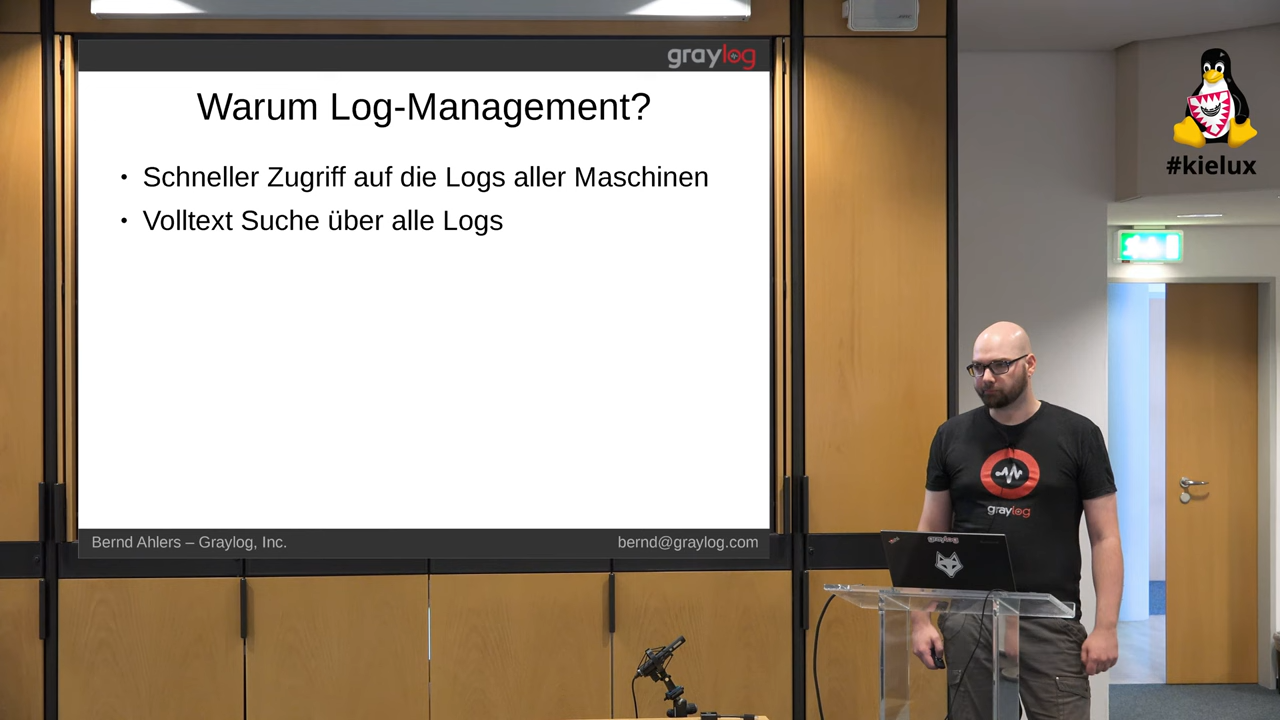 graylog
Warum Log-Management?
• Schneller Zugriff auf die Logs aller Maschinen
• Volltext Suche über alle Logs
Bernd Ahlers – Graylog, Inc.
bernd@graylog.com
#kielux
graylog
graylog